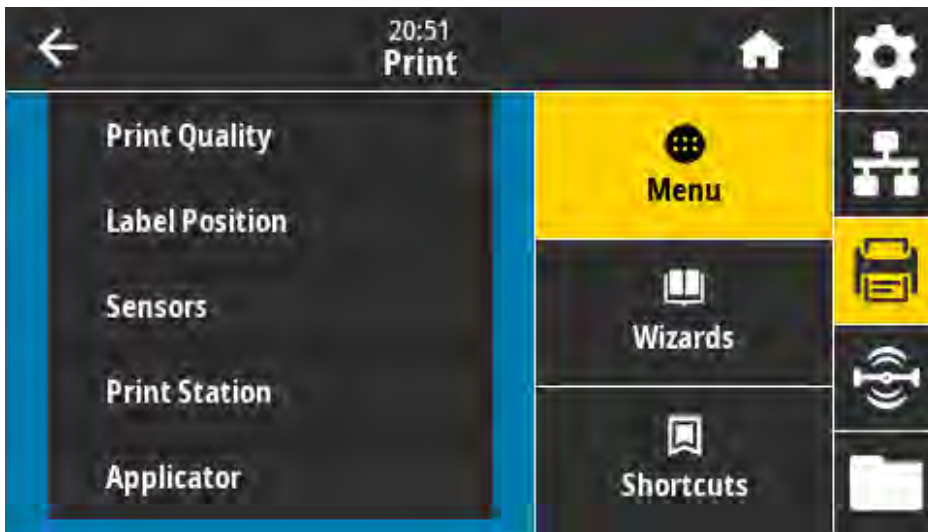 20:51
Print
Print Quality
Label Position
Sensors
Print Station
Applicator
Menu
Wizards
Shortcuts